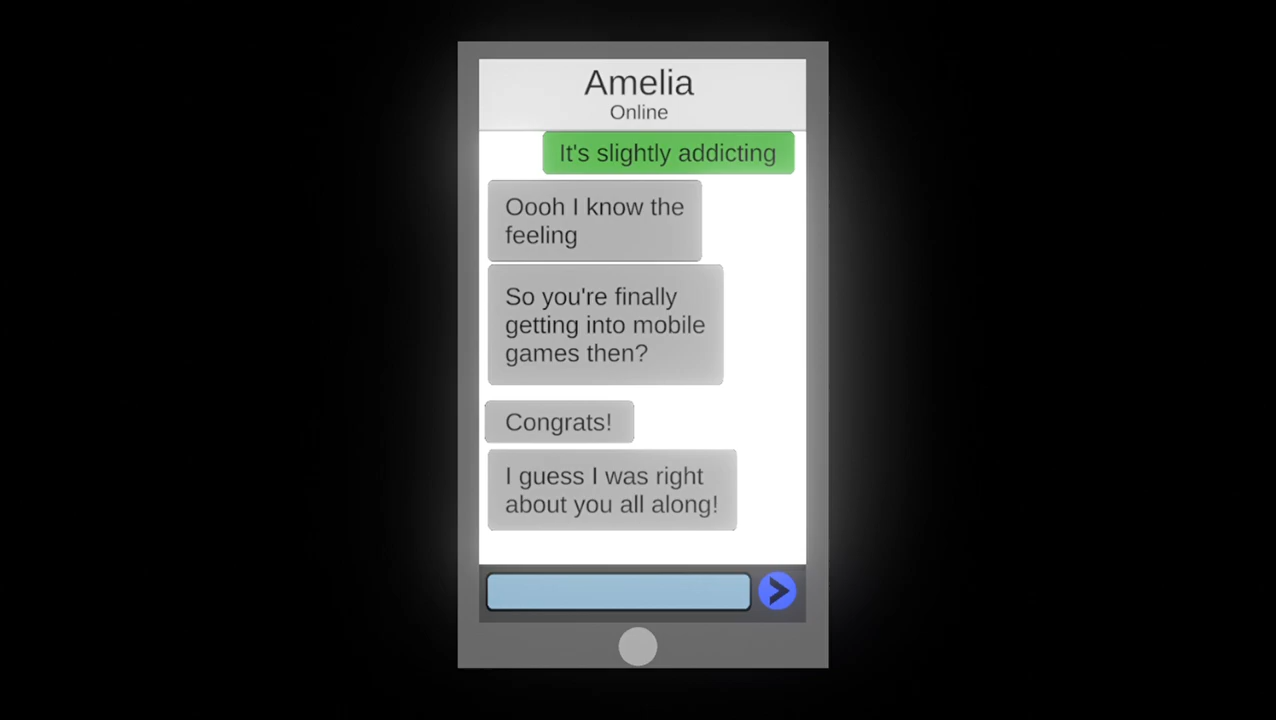 Amelia
Online
It's slightly addicting
Oooh I know the
feeling
So you're finally
getting into mobile
games then?
Congrats!
I guess I was right
about you all along!